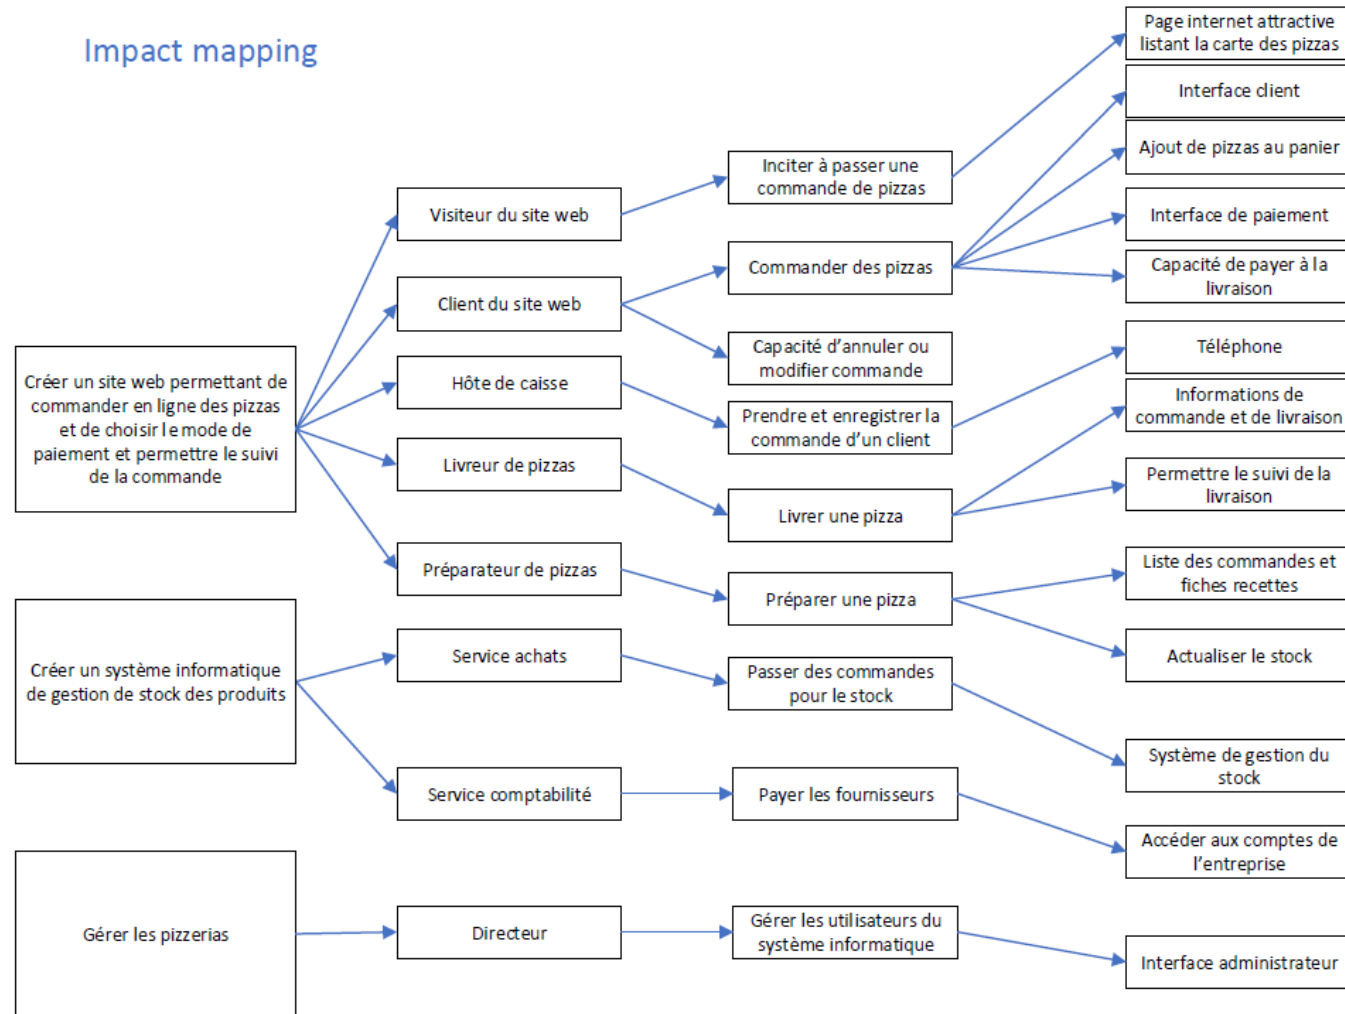 Impact mapping
Créer un site web permettant de
commander en ligne des pizzas
et de choisir le mode de
paiement et permettre le suivi
de la commande
Créer un système informatique
de gestion de stock des produits
Gérer les pizzerias
Visiteur du site web
Client du site web
Hôte de caisse
Livreur de pizzas
Préparateur de pizzas
Service achats
Service comptabilité
Directeur
Inciter à passer une
commande de pizzas
Commander des pizzas
Capacité d’annuler ou
modifier commande
Prendre et enregistrer la
commande d’un client
Livrer une pizza
Préparer une pizza
Passer des commandes
pour le stock
Payer les fournisseurs
Gérer les utilisateurs du
système informatique
Page internet attractive
listant la carte des pizzas
Interface client
Ajout de pizzas au panier
Interface de paiement
Capacité de payer à la
livraison
Téléphone
Informations de
commande et de livraison
Permettre le suivi de la
livraison
Liste des commandes et
fiches recettes
Actualiser le stock
Système de gestion du
stock
Accéder aux comptes de
l’entreprise
Interface administrateur